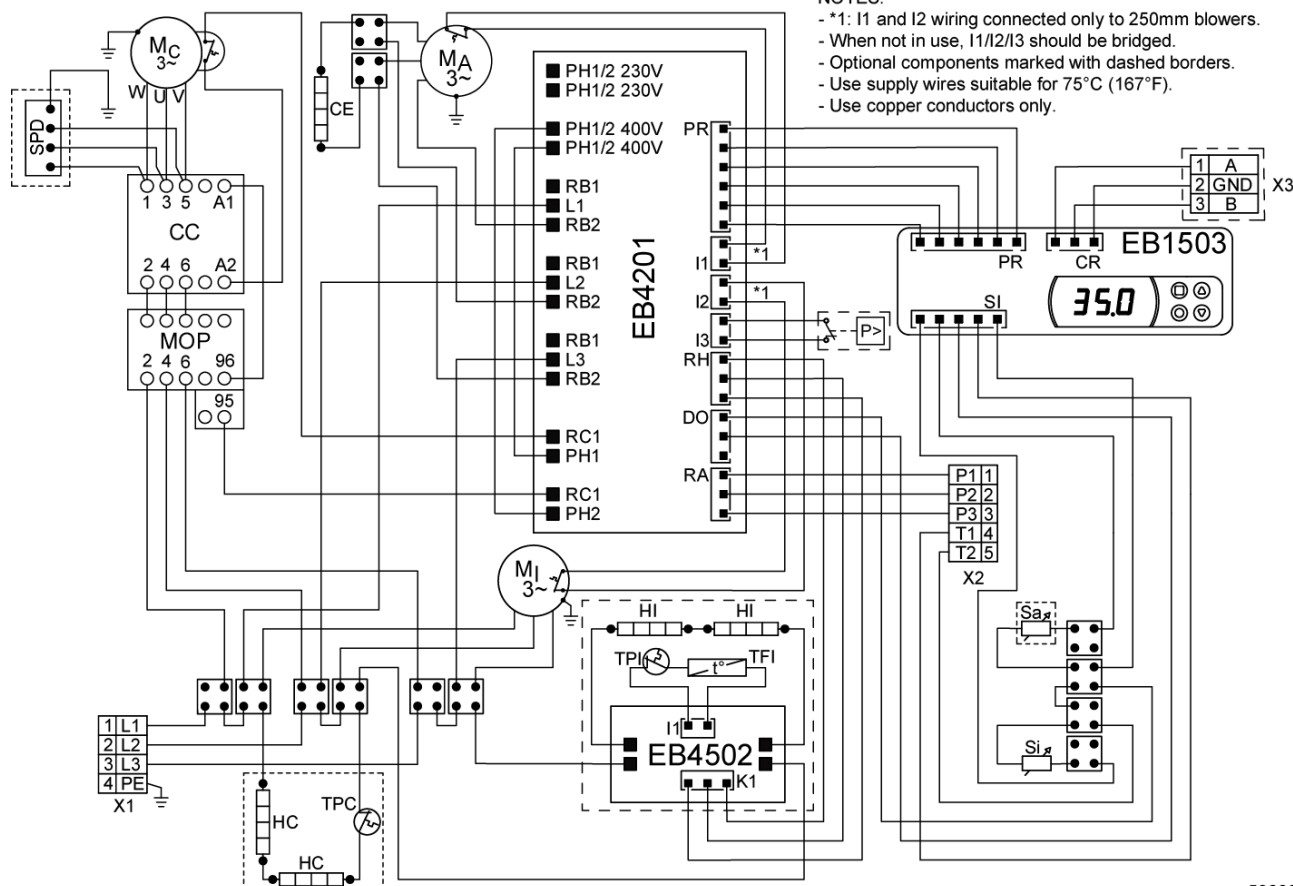 NOTES:
- *1: I1 and I2 wiring connected only to 250mm blowers.
- When not in use, I1/I2/I3 should be bridged.
- Optional components marked with dashed borders.
- Use supply wires suitable for 75°C (167°F).
- Use copper conductors only.
MC
3~
W U V
SPD
1 3 5 A1
CC
2 4 6 A2
MOP
2 4 6 96
95
CE
MA
3~
PH1/2 230V
PH1/2 230V
PH1/2 400V
PH1/2 400V
RB1
L1
RB2
RB1
L2
RB2
RB1
L3
RB2
RC1
PH1
RC1
PH2
EB4201
PR
I1
*1
I2
*1
I3
RH
DO
RA
P>
1 A
2 GND
3 B
X3
EB1503
PR
CR
SI
35.0
P1 1
P2 2
P3 3
T1 4
T2 5
X2
Sa
Si
MI
3~
HI
HI
TPI
t°
TFI
I1
EB4502
K1
1 L1
2 L2
3 L3
4 PE
X1
HC
TPC
HC